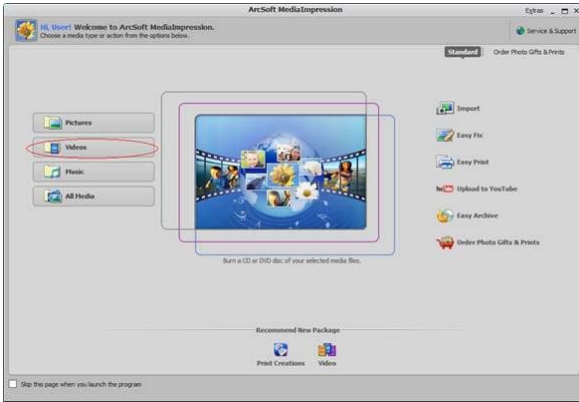 ArcSoft MediaImpression
Extras
Hi, User! Welcome to ArcSoft MediaImpression.
Choose a media type or action from the options below.
Service & Support
Standard
Order Photo Gifts & Prints
Pictures
Videos
Music
All Media
Import
Easy Fix
Easy Print
YouTube Upload to YouTube
Easy Archive
Order Photo Gifts & Prints
Burn a CD or DVD disc of your selected media files.
Recommend New Package
Print Creations
Video
Skip this page when you launch the program